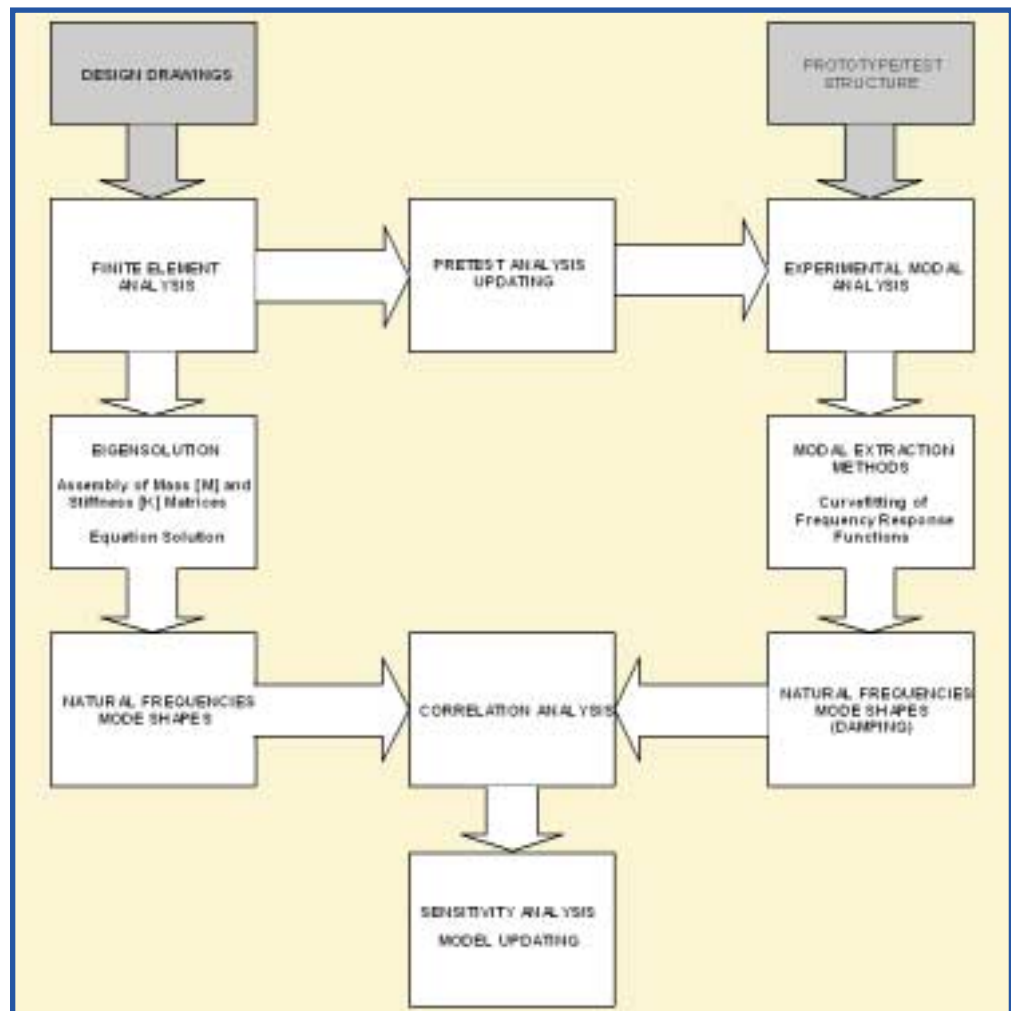 DESIGN DRAWINGS
PROTOTYPE/TEST
STRUCTURE
FINITE ELEMENT
ANALYSIS
PRETEST ANALYSIS
UPDATING
EXPERIMENTAL MODAL
ANALYSIS
EIGENSOLUTION
Assembly of Mass [M] and
Stiffness [K] Matrices
Equation Solution
MODAL EXTRACTION
METHODS
Curvefitting of
Frequency Response
Functions
NATURAL FREQUENCIES
MODE SHAPES
CORRELATION ANALYSIS
NATURAL FREQUENCIES
MODE SHAPES
(DAMPING)
SENSITIVITY ANALYSIS
MODEL UPDATING